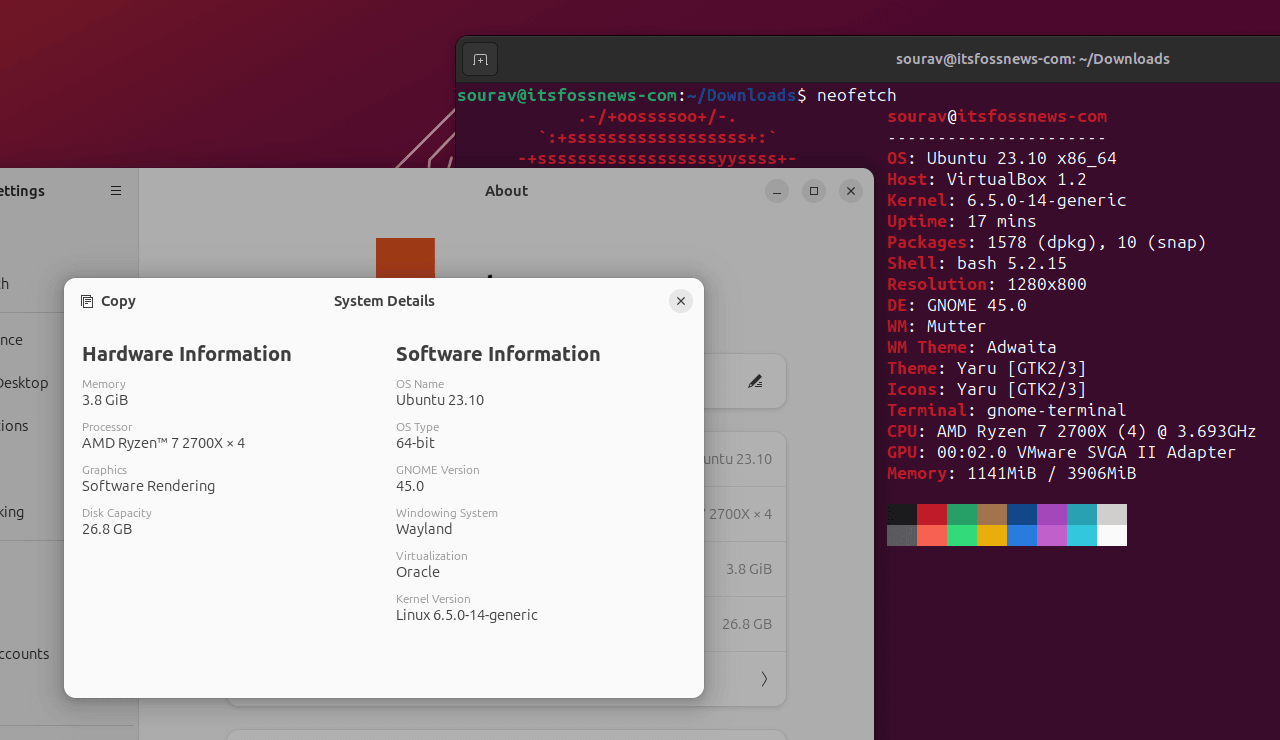 sourav@itsfossnews-com: ~/Downloads
sourav@itsfossnews-com:~/Downloads$ neofetch
.-/+oossssoo+/-.
`:+ssssssssssssssssss+:`
-+ssssssssssssssssssyyssss+-
sourav@itsfossnews-com
----------------------
OS: Ubuntu 23.10 x86_64
Host: VirtualBox 1.2
Kernel: 6.5.0-14-generic
Uptime: 17 mins
Packages: 1578 (dpkg), 10 (snap)
Shell: bash 5.2.15
Resolution: 1280x800
DE: GNOME 45.0
WM: Mutter
WM Theme: Adwaita
Theme: Yaru [GTK2/3]
Icons: Yaru [GTK2/3]
Terminal: gnome-terminal
CPU: AMD Ryzen 7 2700X (4) @ 3.693GHz
GPU: 00:02.0 VMware SVGA II Adapter
Memory: 1141MiB / 3906MiB
ettings
About
th
nce
Desktop
ions
king
ccounts
Copy
System Details
Hardware Information
Memory
3.8 GiB
Processor
AMD Ryzen™ 7 2700X × 4
Graphics
Software Rendering
Disk Capacity
26.8 GB
Software Information
OS Name
Ubuntu 23.10
OS Type
64-bit
GNOME Version
45.0
Windowing System
Wayland
Virtualization
Oracle
Kernel Version
Linux 6.5.0-14-generic
untu 23.10
7 2700X × 4
3.8 GiB
26.8 GB